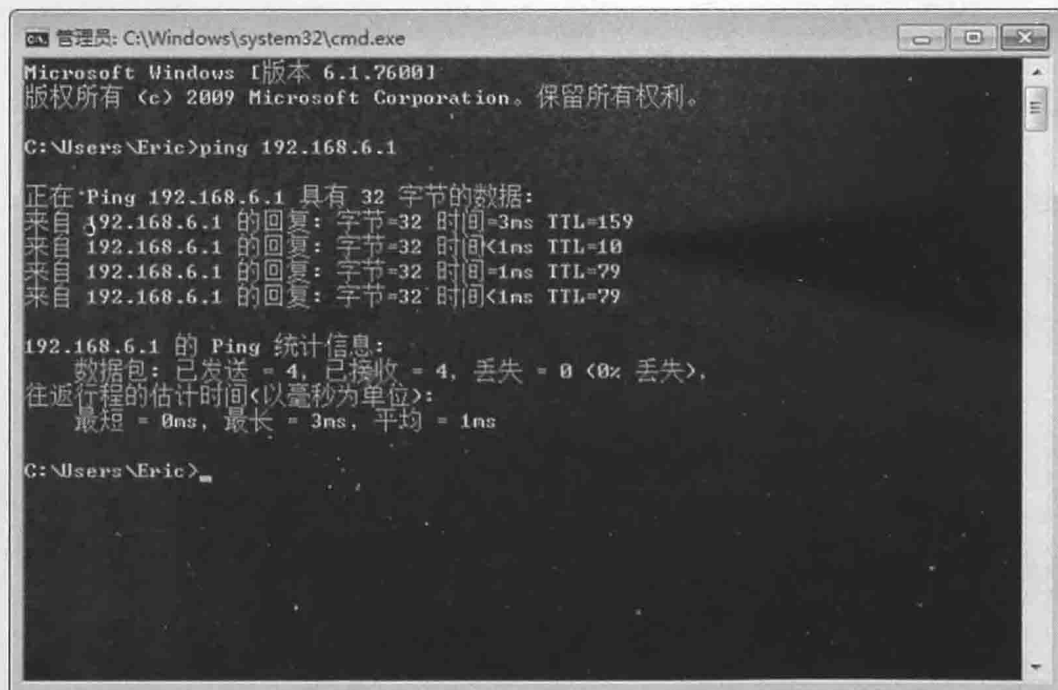 管理员: C:\Windows\system32\cmd.exe
Microsoft Windows [版本 6.1.7600]
版权所有 (c) 2009 Microsoft Corporation。保留所有权利。
C:\Users\Eric>ping 192.168.6.1
正在 Ping 192.168.6.1 具有 32 字节的数据:
来自 192.168.6.1 的回复: 字节=32 时间=3ms TTL=159
来自 192.168.6.1 的回复: 字节=32 时间<1ms TTL=10
来自 192.168.6.1 的回复: 字节=32 时间=1ms TTL=79
来自 192.168.6.1 的回复: 字节=32 时间<1ms TTL=79
192.168.6.1 的 Ping 统计信息:
数据包: 已发送 = 4, 已接收 = 4, 丢失 = 0 (0% 丢失),
往返行程的估计时间(以毫秒为单位):
最短 = 0ms, 最长 = 3ms, 平均 = 1ms
C:\Users\Eric>